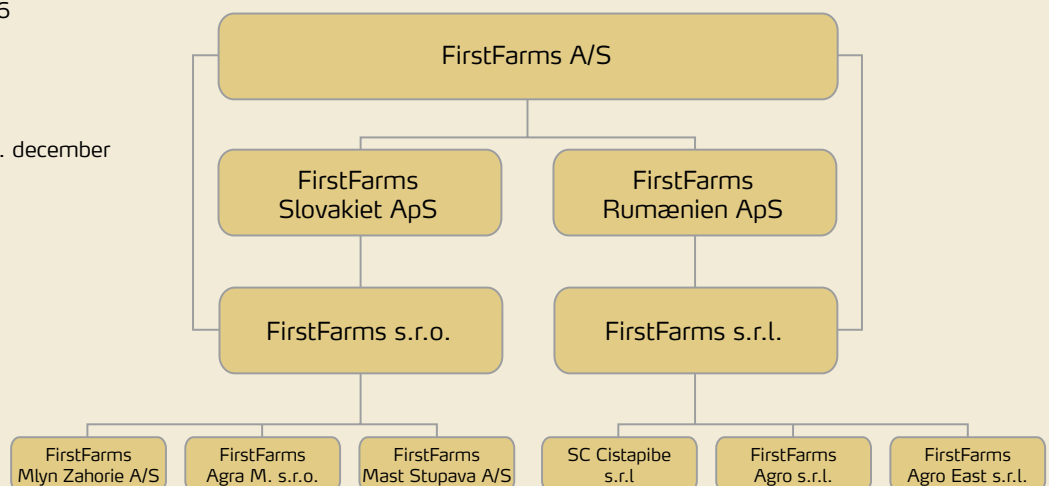 6
. december
FirstFarms A/S
FirstFarms
Slovakiet ApS
FirstFarms
Rumænien ApS
FirstFarms s.r.o.
FirstFarms s.r.l.
FirstFarms
Mlyn Zahorie A/S
FirstFarms
Agra M. s.r.o.
FirstFarms
Mast Stupava A/S
SC Cistapibe
s.r.l
FirstFarms
Agro s.r.l.
FirstFarms
Agro East s.r.l.